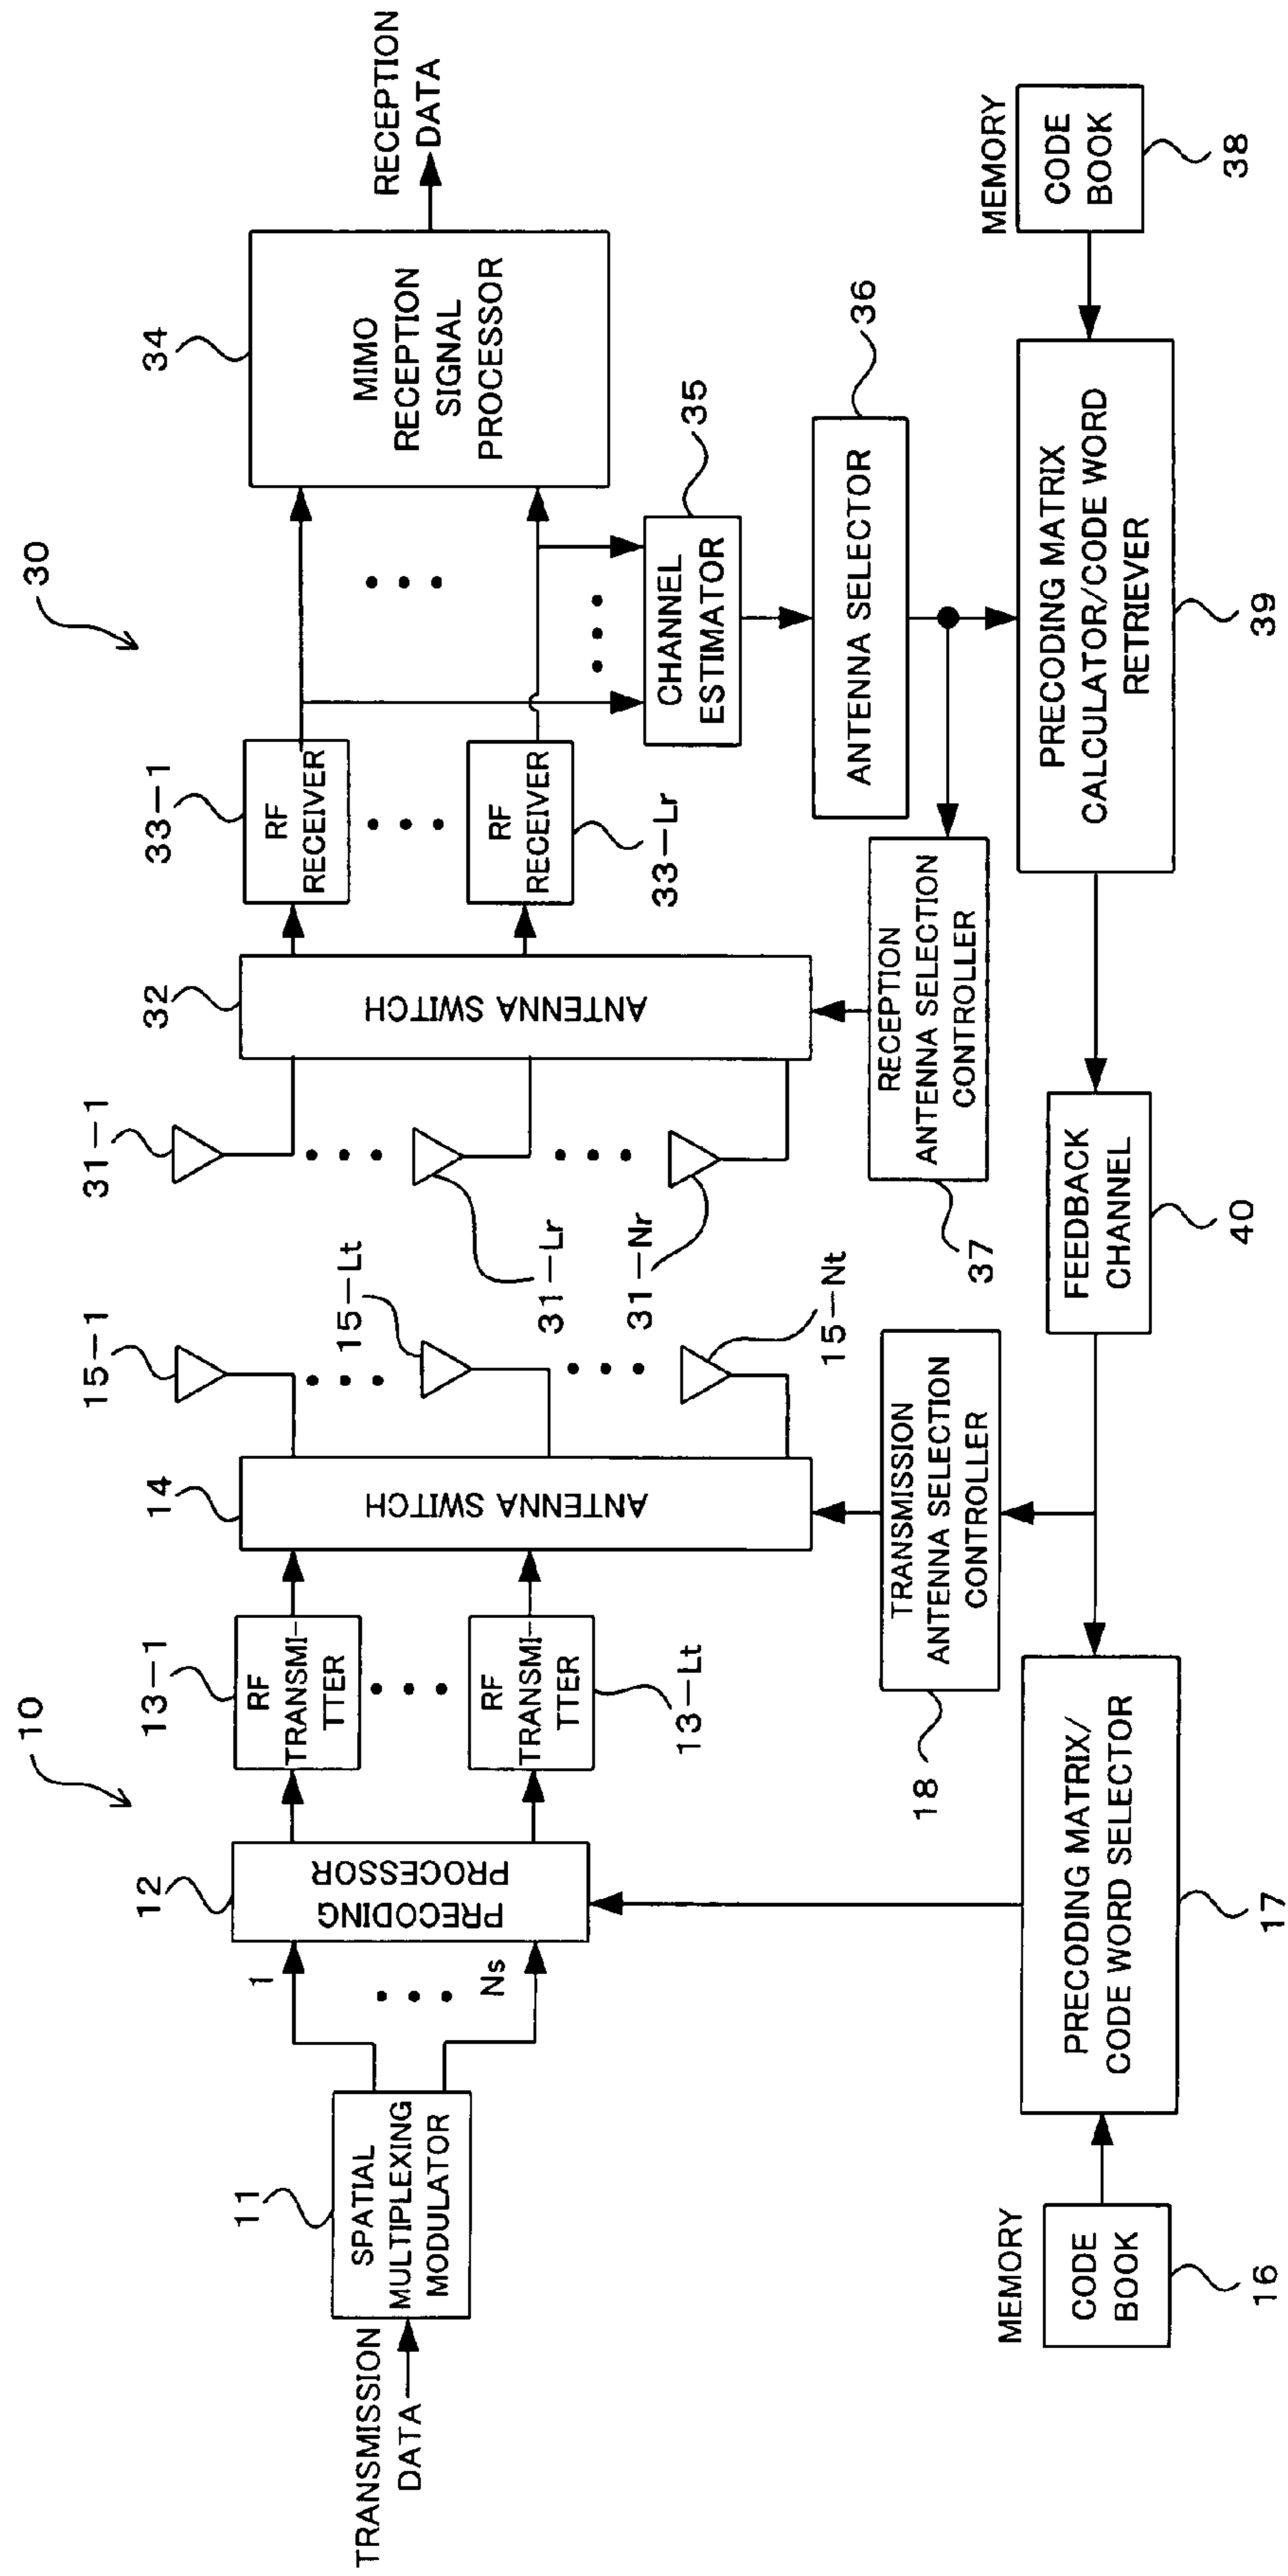 10
30
TRANSMISSION
DATA
11
SPATIAL
MULTIPLEXING
MODULATOR
1
Ns
12
PRECODING
PROCESSOR
13-1
RF
TRANSMI-
TTER
RF
TRANSMI-
TTER
13-Lt
14
ANTENNA SWITCH
15-1
15-Lt
15-Nt
31-1
31-Lr
31-Nr
32
ANTENNA SWITCH
33-1
RF
RECEIVER
RF
RECEIVER
33-Lr
34
MIMO
RECEPTION
SIGNAL
PROCESSOR
RECEPTION
DATA
CHANNEL
ESTIMATOR
35
ANTENNA SELECTOR
36
RECEPTION
ANTENNA SELECTION
CONTROLLER
37
TRANSMISSION
ANTENNA SELECTION
CONTROLLER
18
MEMORY
CODE
BOOK
16
PRECODING MATRIX/
CODE WORD SELECTOR
17
FEEDBACK
CHANNEL
40
PRECODING MATRIX
CALCULATOR/CODE WORD
RETRIEVER
39
MEMORY
CODE
BOOK
38